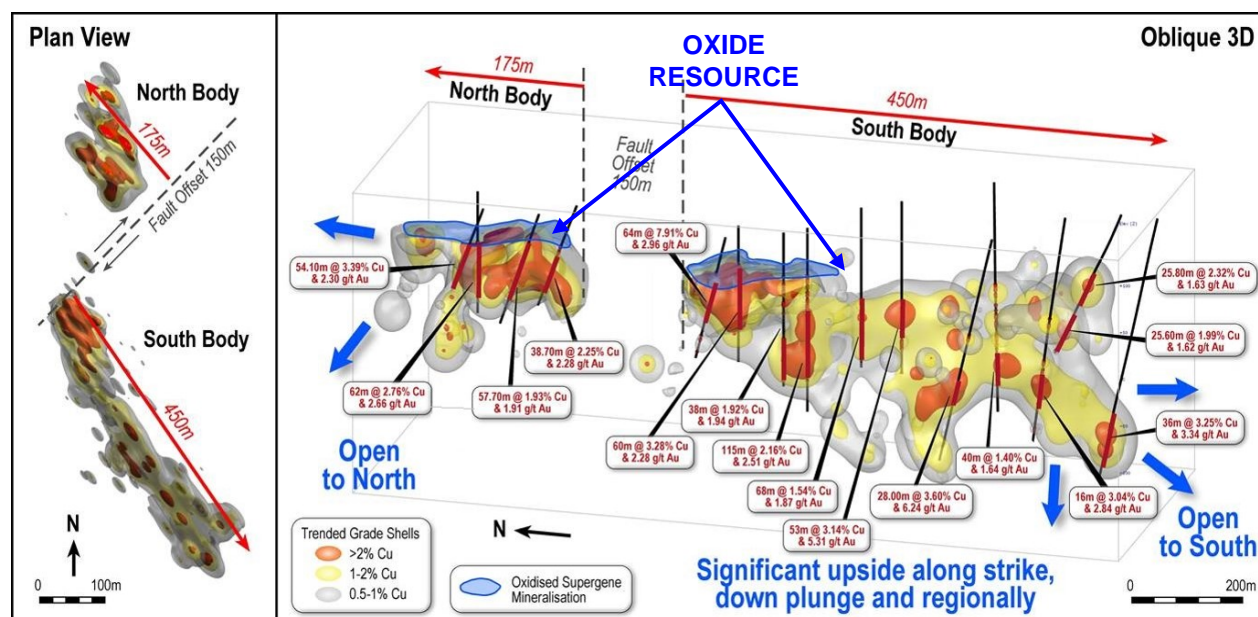 Plan View
North Body
175m
Fault Offset 150m
South Body
450m
N
0
100m
Oblique 3D
OXIDE
RESOURCE
175m
North Body
450m
South Body
Fault
Offset
150m
64m @ 7.91% Cu
& 2.96 g/t Au
54.10m @ 3.39% Cu
& 2.30 g/t Au
25.80m @ 2.32% Cu
& 1.63 g/t Au
25.60m @ 1.99% Cu
& 1.62 g/t Au
38.70m @ 2.25% Cu
& 2.28 g/t Au
62m @ 2.76% Cu
& 2.66 g/t Au
57.70m @ 1.93% Cu
& 1.91 g/t Au
38m @ 1.92% Cu
& 1.94 g/t Au
60m @ 3.28% Cu
& 2.28 g/t Au
115m @ 2.16% Cu
& 2.51 g/t Au
68m @ 1.54% Cu
& 1.87 g/t Au
53m @ 3.14% Cu
& 5.31 g/t Au
28.00m @ 3.60% Cu
& 6.24 g/t Au
40m @ 1.40% Cu
& 1.64 g/t Au
16m @ 3.04% Cu
& 2.84 g/t Au
36m @ 3.25% Cu
& 3.34 g/t Au
Open
to North
Open
to South
N
Trended Grade Shells
>2% Cu
1-2% Cu
0.5-1% Cu
Oxidised Supergene
Mineralisation
Significant upside along strike,
down plunge and regionally
0
200m